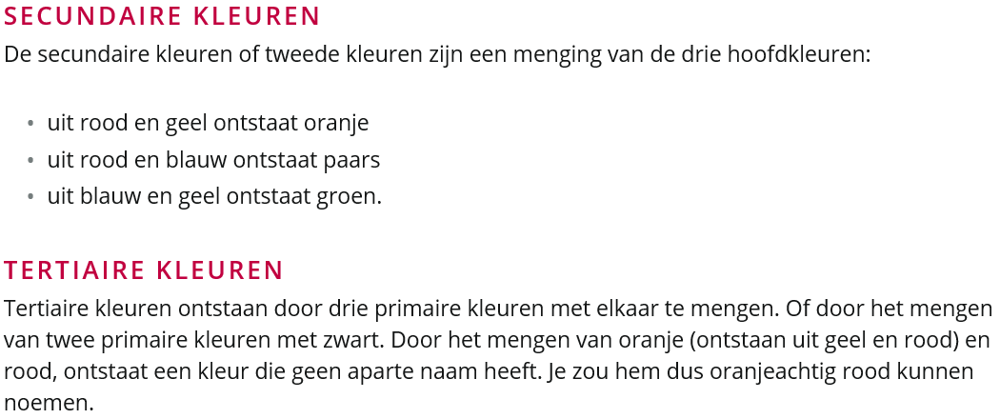 SECUNDAIRE KLEUREN
De secundaire kleuren of tweede kleuren zijn een menging van de drie hoofdkleuren:
• uit rood en geel ontstaat oranje
• uit rood en blauw ontstaat paars
• uit blauw en geel ontstaat groen.
TERTIAIRE KLEUREN
Tertiaire kleuren ontstaan door drie primaire kleuren met elkaar te mengen. Of door het mengen
van twee primaire kleuren met zwart. Door het mengen van oranje (ontstaan uit geel en rood) en
rood, ontstaat een kleur die geen aparte naam heeft. Je zou hem dus oranjeachtig rood kunnen
noemen.